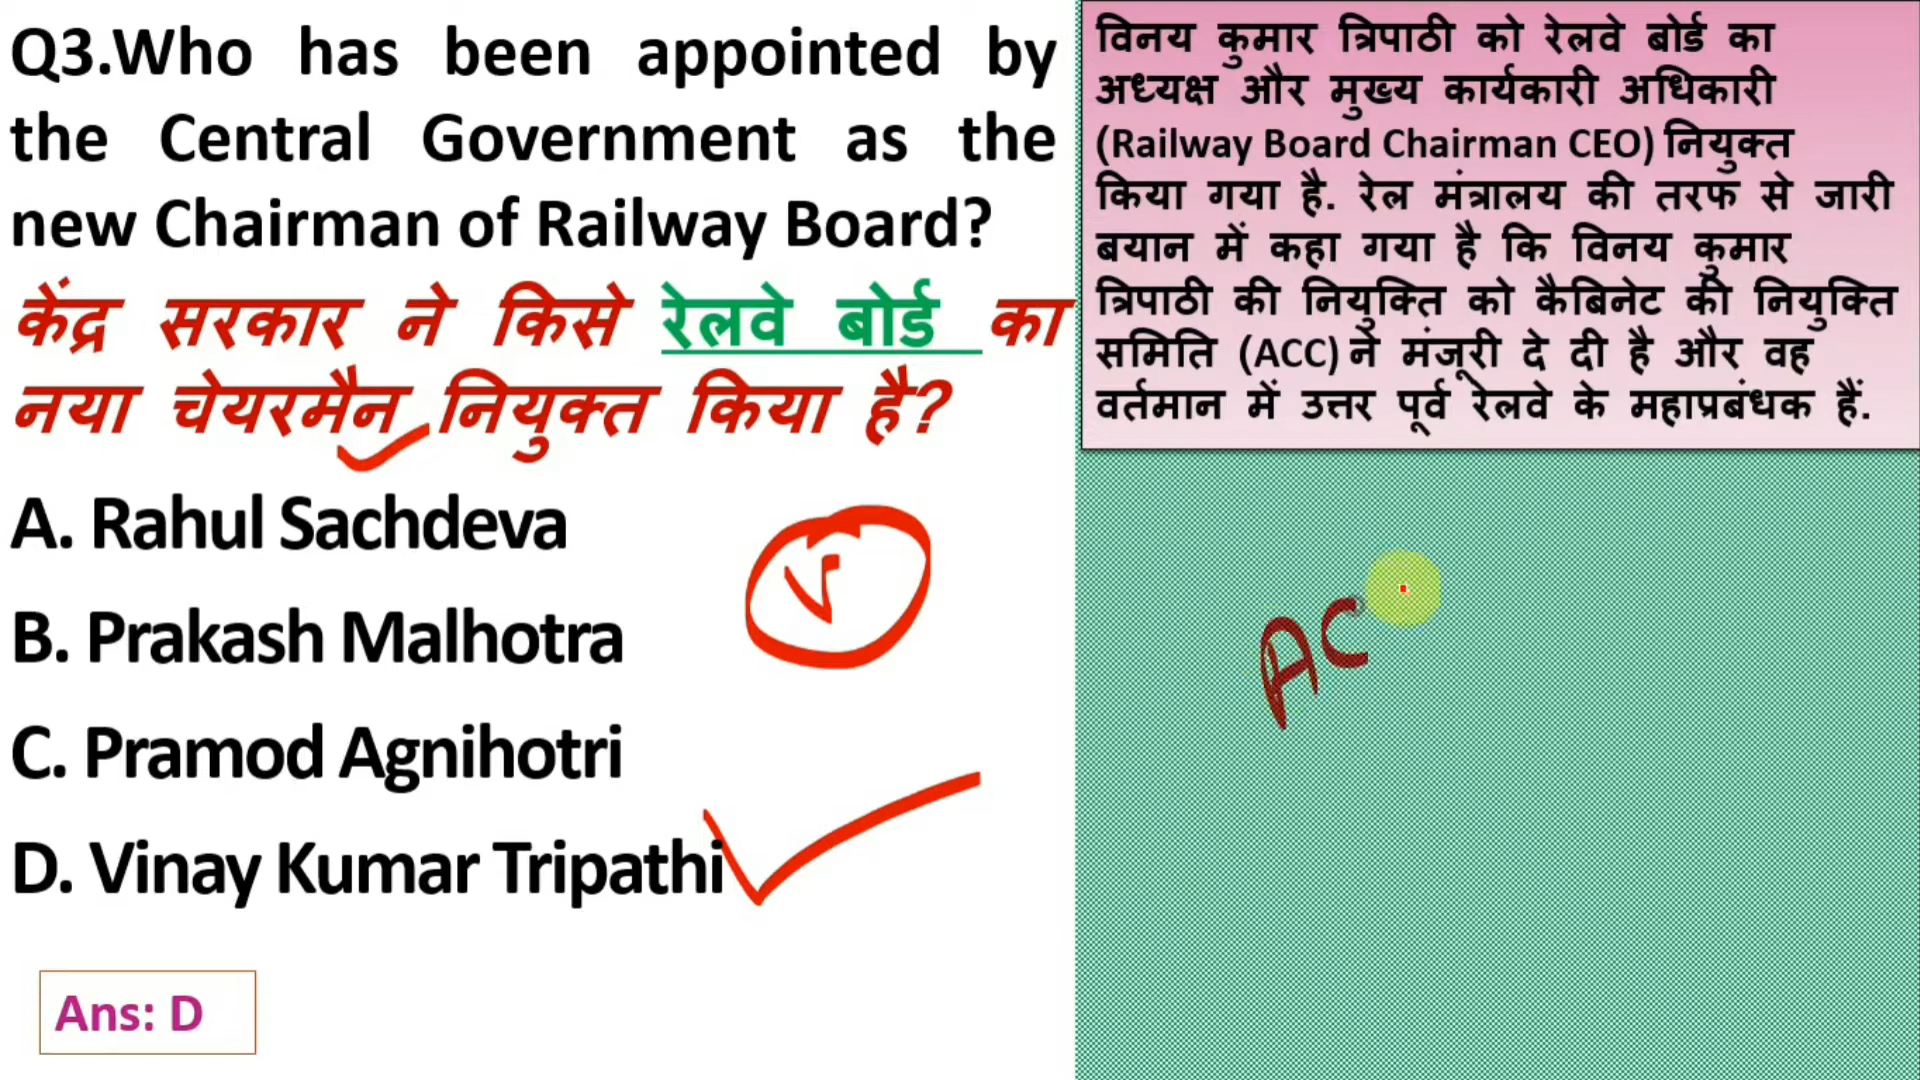 Q3.Who has been appointed by
the Central Government as the
new Chairman of Railway Board?
केंद्र सरकार ने किसे रेलवे बोर्ड का
नया चेयरमैन नियुक्त किया है?
A. Rahul Sachdeva
B. Prakash Malhotra
C. Pramod Agnihotri
D. Vinay Kumar Tripathi
Ans: D
विनय कुमार त्रिपाठी को रेलवे बोर्ड का
अध्यक्ष और मुख्य कार्यकारी अधिकारी
(Railway Board Chairman CEO) नियुक्त
किया गया है. रेल मंत्रालय की तरफ से जारी
बयान में कहा गया है कि विनय कुमार
त्रिपाठी की नियुक्ति को कैबिनेट की नियुक्ति
समिति (ACC) ने मंजूरी दे दी है और वह
वर्तमान में उत्तर पूर्व रेलवे के महाप्रबंधक हैं.
AC